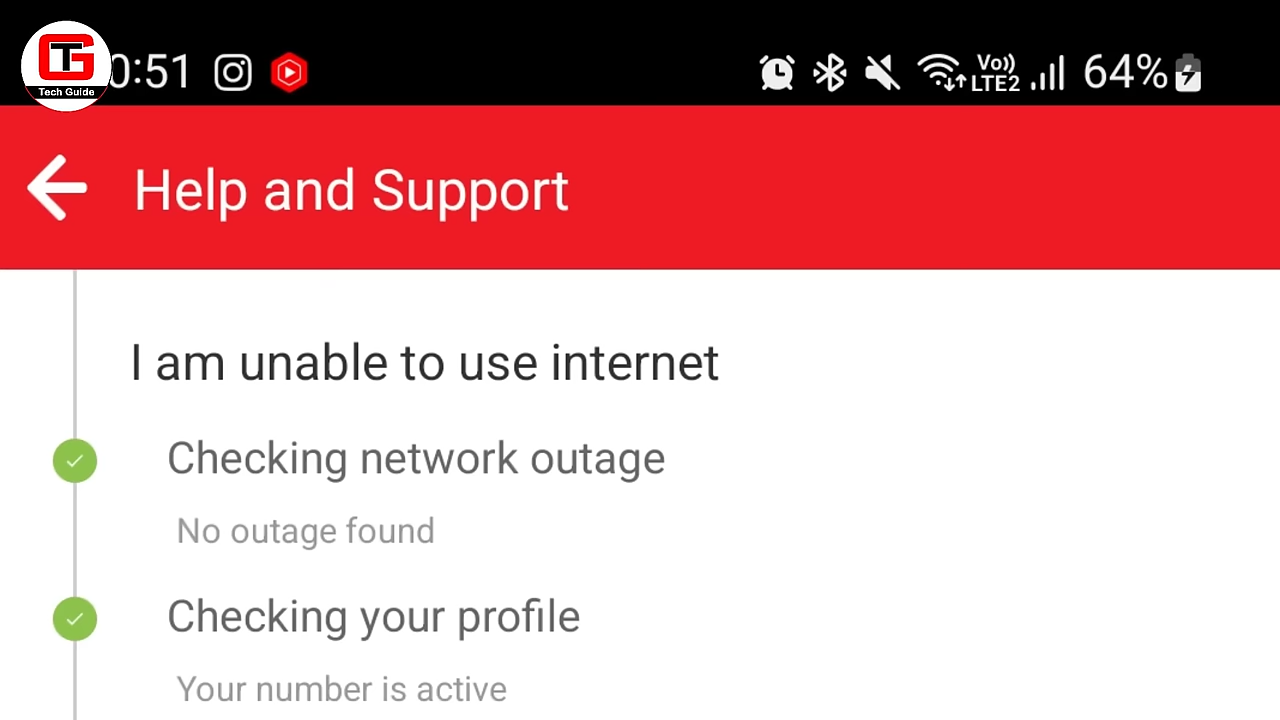 TG
Tech Guide
0:51
Vo))
LTE2
64%
Help and Support
I am unable to use internet
Checking network outage
No outage found
Checking your profile
Your number is active